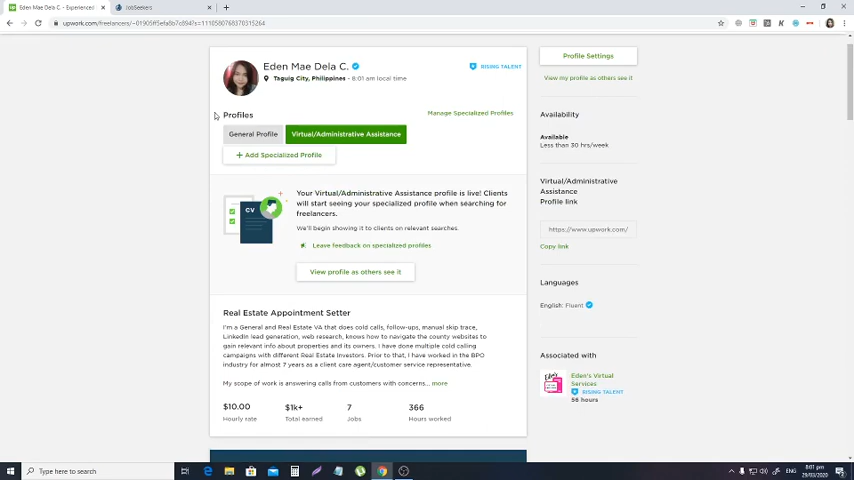 Eden Mae Dela C. - Experienced
JobSeekers
upwork.com/freelancers/~01905ff5efa8b7c894?s=1110580768370315264
Eden Mae Dela C.
Taguig City, Philippines - 8:01 am local time
RISING TALENT
Profiles
Manage Specialized Profiles
General Profile
Virtual/Administrative Assistance
+ Add Specialized Profile
Your Virtual/Administrative Assistance profile is live! Clients
will start seeing your specialized profile when searching for
freelancers.
We'll begin showing it to clients on relevant searches.
Leave feedback on specialized profiles
View profile as others see it
CV
Real Estate Appointment Setter
I'm a General and Real Estate VA that does cold calls, follow-ups, manual skip trace,
LinkedIn lead generation, web research, knows how to navigate the county websites to
gain relevant info about properties and its owners. I have done multiple cold calling
campaigns with different Real Estate Investors. Prior to that, I have worked in the BPO
industry for almost 7 years as a client care agent/customer service representative.
My scope of work is answering calls from customers with concerns... more
$10.00
Hourly rate
$1k+
Total earned
7
Jobs
366
Hours worked
Profile Settings
View my profile as others see it
Availability
Available
Less than 30 hrs/week
Virtual/Administrative
Assistance
Profile link
https://www.upwork.com/
Copy link
Languages
English: Fluent
Associated with
Eden's Virtual
Services
RISING TALENT
56 hours
Type here to search
ENG
8:01 pm
29/03/2020